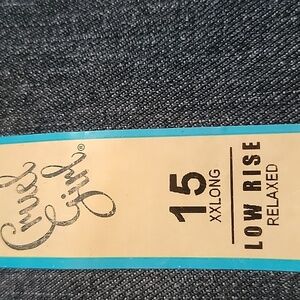 Cruel
Girl®
15
XXLONG
LOW RISE
RELAXED